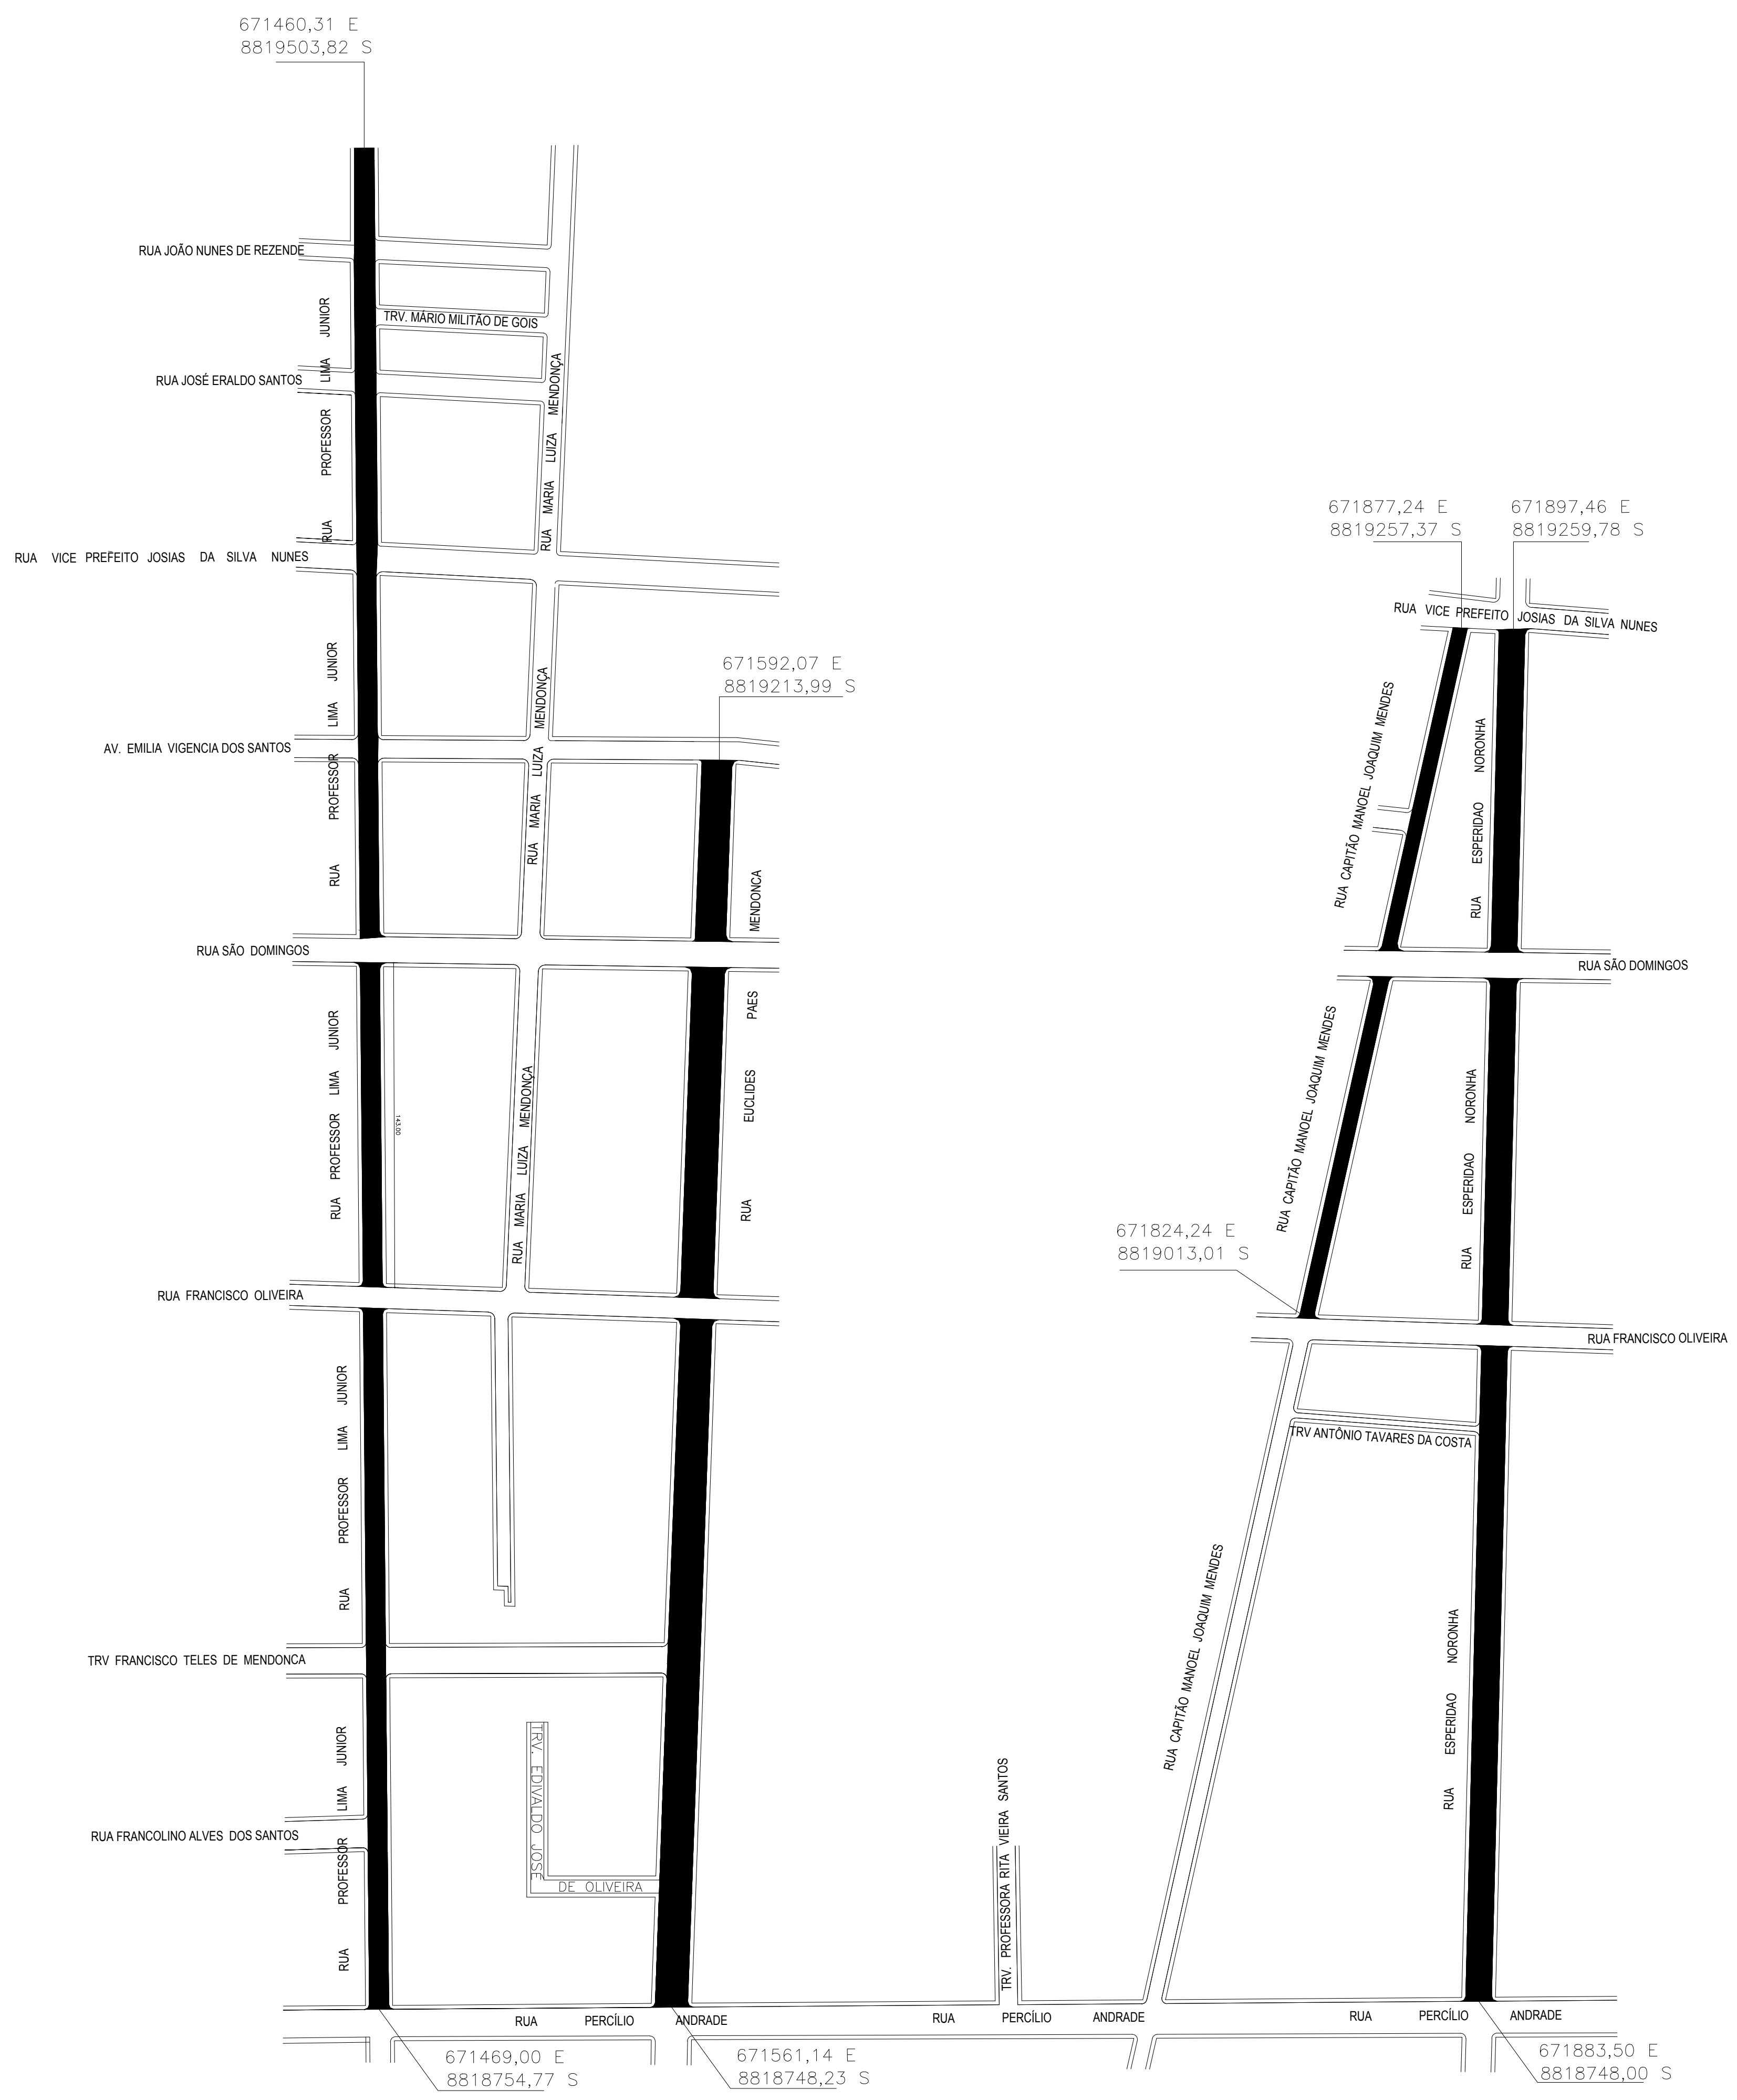 671460,31 E
8819503,82 S
RUA JOÃO NUNES DE REZENDE
TRV. MÁRIO MILITÃO DE GOIS
RUA JOSÉ ERALDO SANTOS
RUA PROFESSOR LIMA JUNIOR
RUA MARIA LUIZA MENDONÇA
RUA VICE PREFEITO JOSIAS DA SILVA NUNES
671877,24 E
8819257,37 S
671897,46 E
8819259,78 S
RUA VICE PREFEITO JOSIAS DA SILVA NUNES
671592,07 E
8819213,99 S
AV. EMILIA VIGENCIA DOS SANTOS
RUA PROFESSOR LIMA JUNIOR
RUA MARIA LUIZA MENDONÇA
RUA CAPITÃO MANOEL JOAQUIM MENDES
RUA ESPERIDAO NORONHA
RUA SÃO DOMINGOS
RUA SÃO DOMINGOS
RUA PROFESSOR LIMA JUNIOR
143,00
RUA MARIA LUIZA MENDONÇA
RUA EUCLIDES PAES MENDONCA
RUA CAPITÃO MANOEL JOAQUIM MENDES
RUA ESPERIDAO NORONHA
671824,24 E
8819013,01 S
RUA FRANCISCO OLIVEIRA
RUA FRANCISCO OLIVEIRA
RUA PROFESSOR LIMA JUNIOR
TRV ANTÔNIO TAVARES DA COSTA
RUA CAPITÃO MANOEL JOAQUIM MENDES
RUA ESPERIDAO NORONHA
TRV FRANCISCO TELES DE MENDONCA
RUA PROFESSOR LIMA JUNIOR
TRV. EDIVALDO JOSÉ
DE OLIVEIRA
TRV. PROFESSORA RITA VIEIRA SANTOS
RUA FRANCOLINO ALVES DOS SANTOS
RUA PERCÍLIO ANDRADE
RUA PERCÍLIO ANDRADE
RUA PERCÍLIO ANDRADE
671469,00 E
8818754,77 S
671561,14 E
8818748,23 S
671883,50 E
8818748,00 S